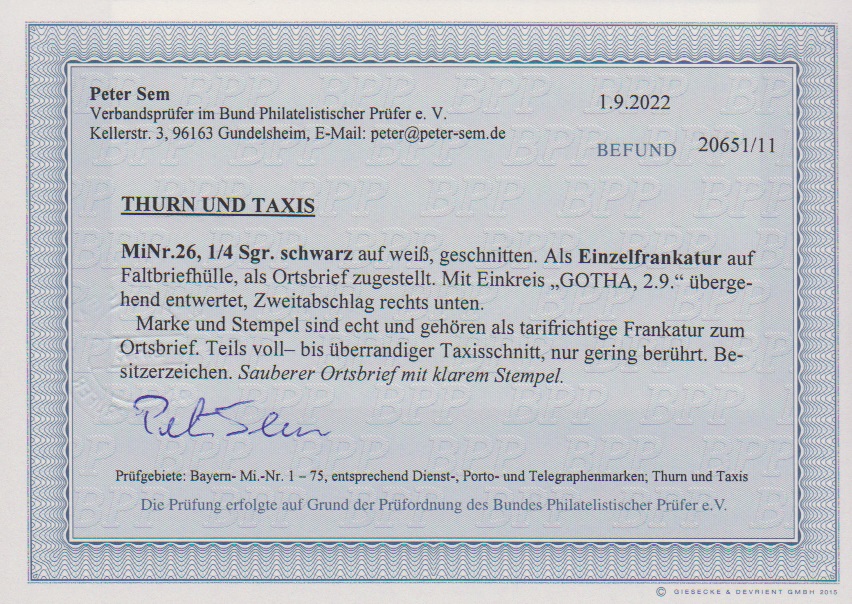 Peter Sem
Verbandsprüfer im Bund Philatelistischer Prüfer e. V.
Kellerstr. 3, 96163 Gundelsheim, E-Mail: peter@peter-sem.de
1.9.2022
BEFUND 20651/11
THURN UND TAXIS
MiNr.26, 1/4 Sgr. schwarz auf weiß, geschnitten. Als Einzelfrankatur auf
Faltbriefhülle, als Ortsbrief zugestellt. Mit Einkreis „GOTHA, 2.9.“ überge-
hend entwertet, Zweitabschlag rechts unten.
Marke und Stempel sind echt und gehören als tarifrichtige Frankatur zum
Ortsbrief. Teils voll– bis überrandiger Taxisschnitt, nur gering berührt. Be-
sitzerzeichen. Sauberer Ortsbrief mit klarem Stempel.
Peter Sem
Prüfgebiete: Bayern- Mi.-Nr. 1 – 75, entsprechend Dienst-, Porto- und Telegraphenmarken; Thurn und Taxis
Die Prüfung erfolgte auf Grund der Prüfordnung des Bundes Philatelistischer Prüfer e.V.
© GIESECKE & DEVRIENT GMBH 2015